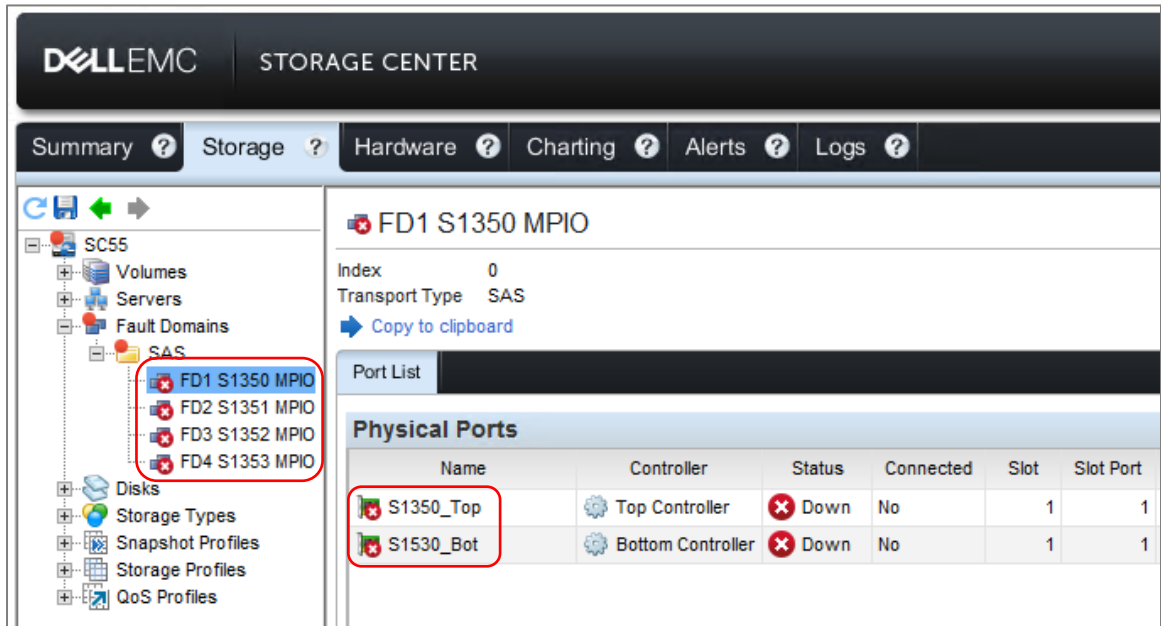 DELLEMC STORAGE CENTER
Summary ? Storage ? Hardware ? Charting ? Alerts ? Logs ?
SC55
Volumes
Servers
Fault Domains
SAS
FD1 S1350 MPIO
FD2 S1351 MPIO
FD3 S1352 MPIO
FD4 S1353 MPIO
Disks
Storage Types
Snapshot Profiles
Storage Profiles
QoS Profiles
FD1 S1350 MPIO
Index 0
Transport Type SAS
Copy to clipboard
Port List
Physical Ports
Name Controller Status Connected Slot Slot Port
S1350_Top Top Controller Down No 1 1
S1530_Bot Bottom Controller Down No 1 1